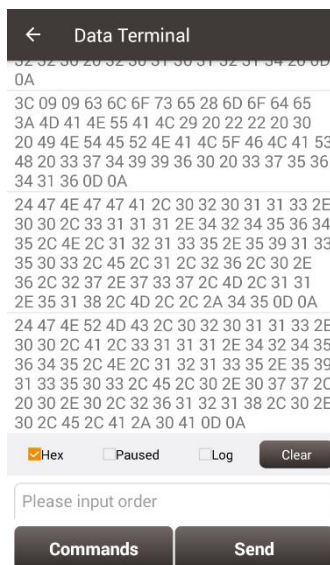 Data Terminal
0A
3C 09 09 63 6C 6F 73 65 28 6D 6F 64 65
3A 4D 41 4E 55 41 4C 29 20 22 22 20 30
20 49 4E 54 45 52 4E 41 4C 5F 46 4C 41 53
48 20 33 37 34 39 39 36 30 20 33 37 35 36
34 31 36 0D 0A
24 47 4E 47 47 41 2C 30 32 30 31 31 33 2E
30 30 2C 33 31 31 31 2E 34 32 34 35 36 34
35 2C 4E 2C 31 32 31 33 35 2E 35 39 31 33
35 30 33 2C 45 2C 31 2C 32 36 2C 30 2E
36 2C 32 37 2E 37 33 37 2C 4D 2C 31 31
2E 35 31 38 2C 4D 2C 2C 2A 34 35 0D 0A
24 47 4E 52 4D 43 2C 30 32 30 31 31 33 2E
30 30 2C 41 2C 33 31 31 31 2E 34 32 34 35
36 34 35 2C 4E 2C 31 32 31 33 35 2E 35 39
31 33 35 30 33 2C 45 2C 30 2E 30 37 37 2C
20 30 2E 30 2C 32 36 31 32 31 38 2C 30 2E
30 2C 45 2C 41 2A 30 41 0D 0A
Hex Paused Log Clear
Please input order
Commands Send